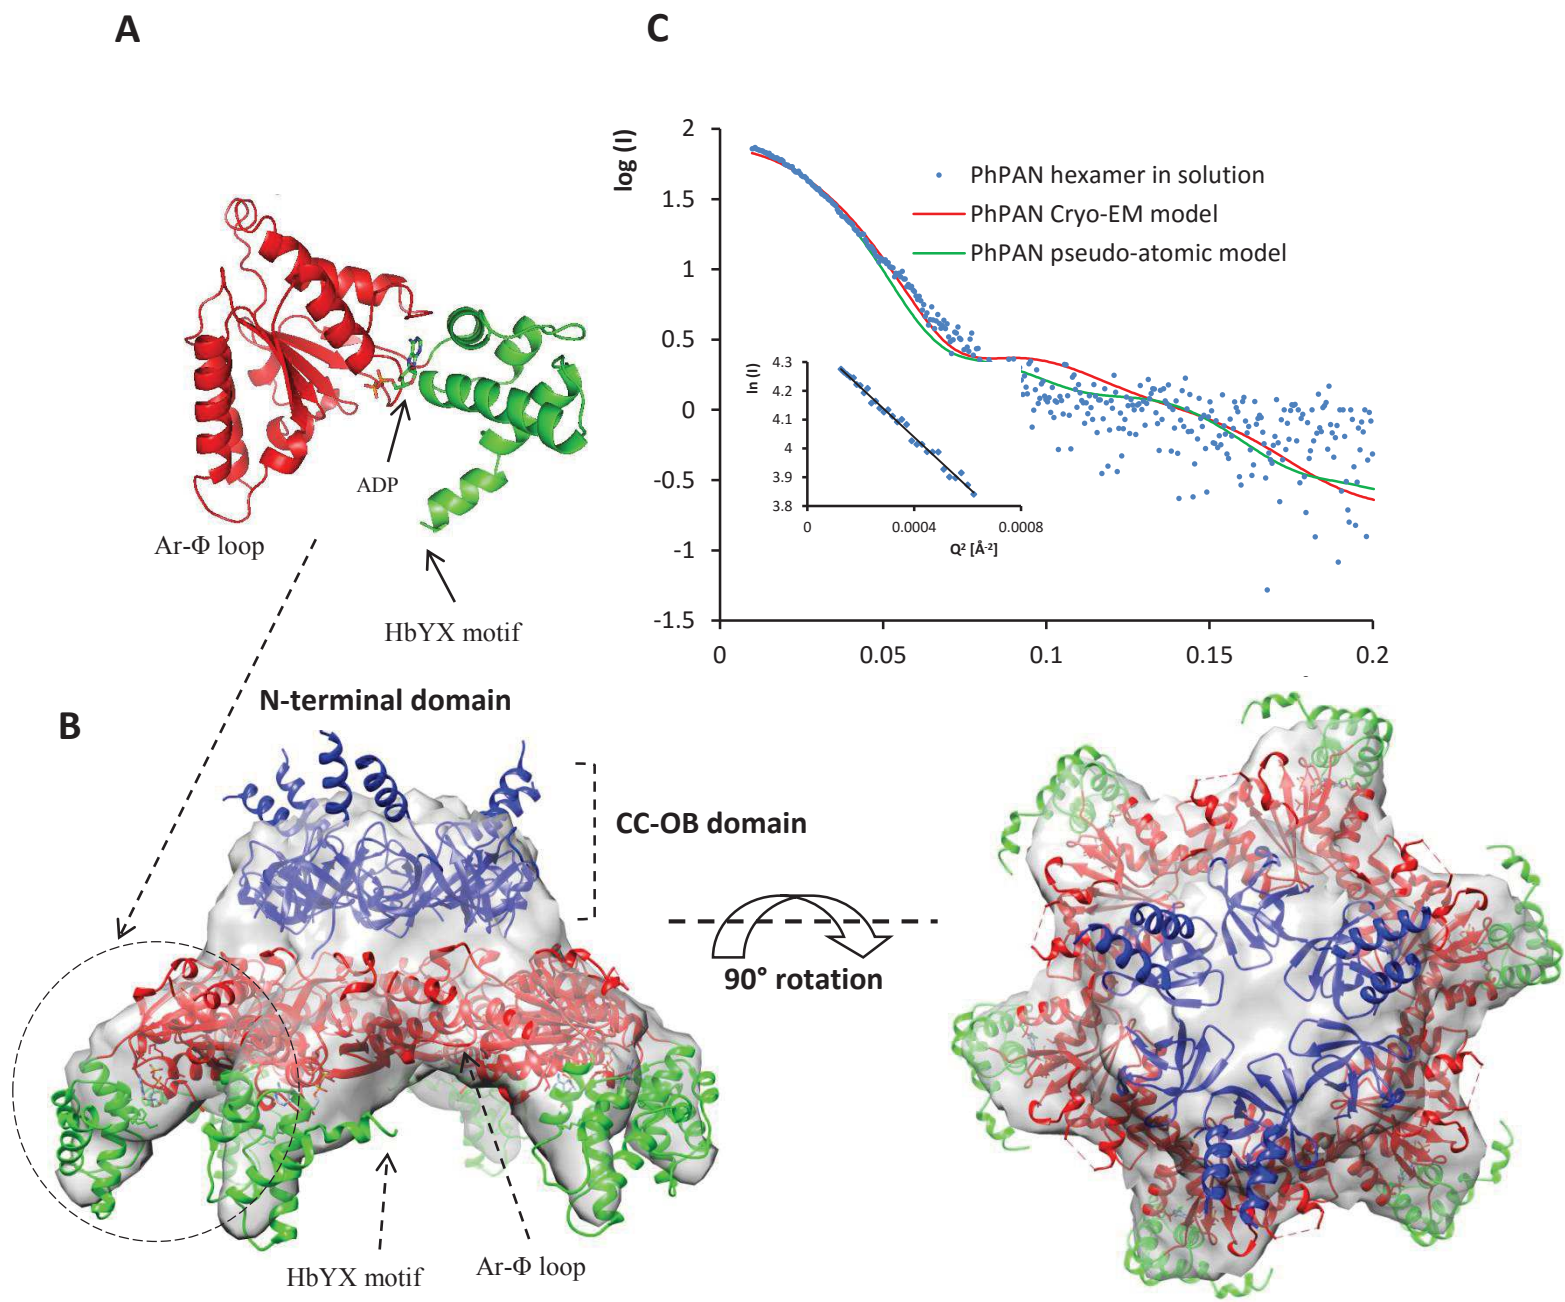 A
ADP
Ar-Φ loop
HbYX motif
C
log (I)
2
1.5
1
0.5
0
-0.5
-1
-1.5
0
0.05
0.1
0.15
0.2
PhPAN hexamer in solution
PhPAN Cryo-EM model
PhPAN pseudo-atomic model
ln (I)
4.3
4.2
4.1
4
3.9
3.8
0
0.0004
0.0008
Q² [Å⁻²]
B
N-terminal domain
CC-OB domain
90° rotation
HbYX motif
Ar-Φ loop